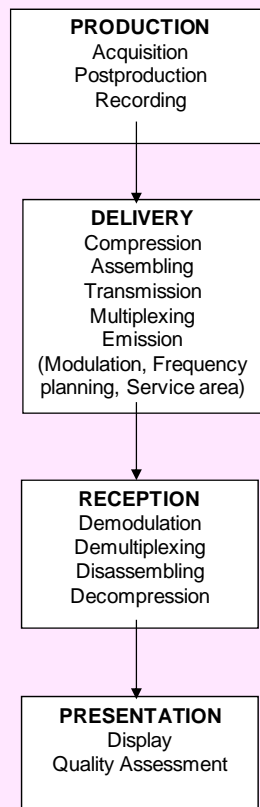 PRODUCTION
Acquisition
Postproduction
Recording
DELIVERY
Compression
Assembling
Transmission
Multiplexing
Emission
(Modulation, Frequency
planning, Service area)
RECEPTION
Demodulation
Demultiplexing
Disassembling
Decompression
PRESENTATION
Display
Quality Assessment